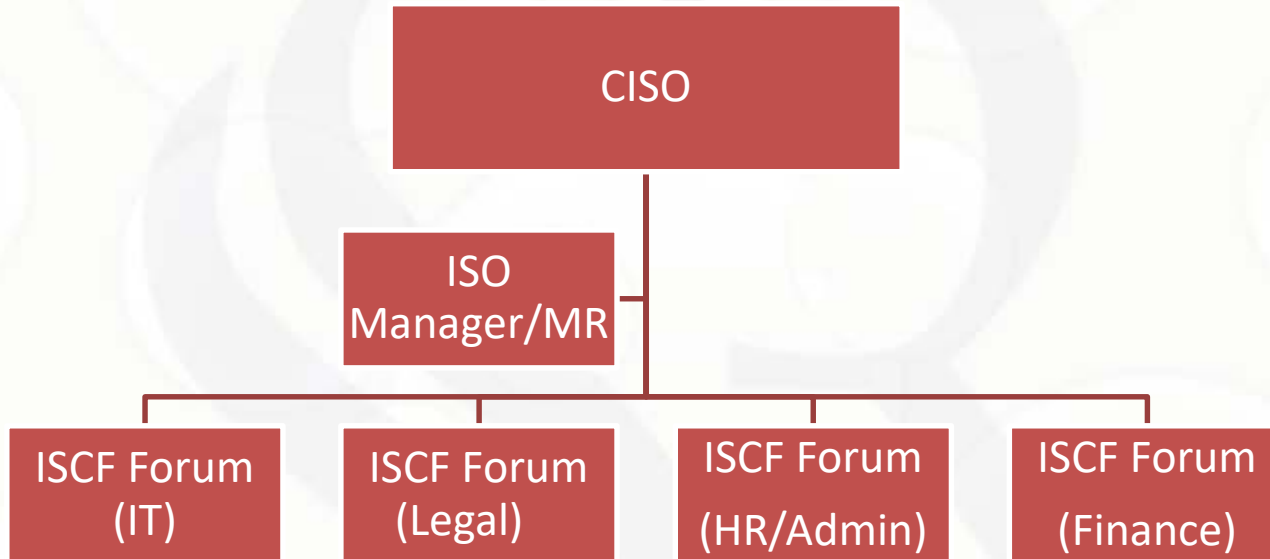 CISO
ISO
Manager/MR
ISCF Forum
(IT)
ISCF Forum
(Legal)
ISCF Forum
(HR/Admin)
ISCF Forum
(Finance)